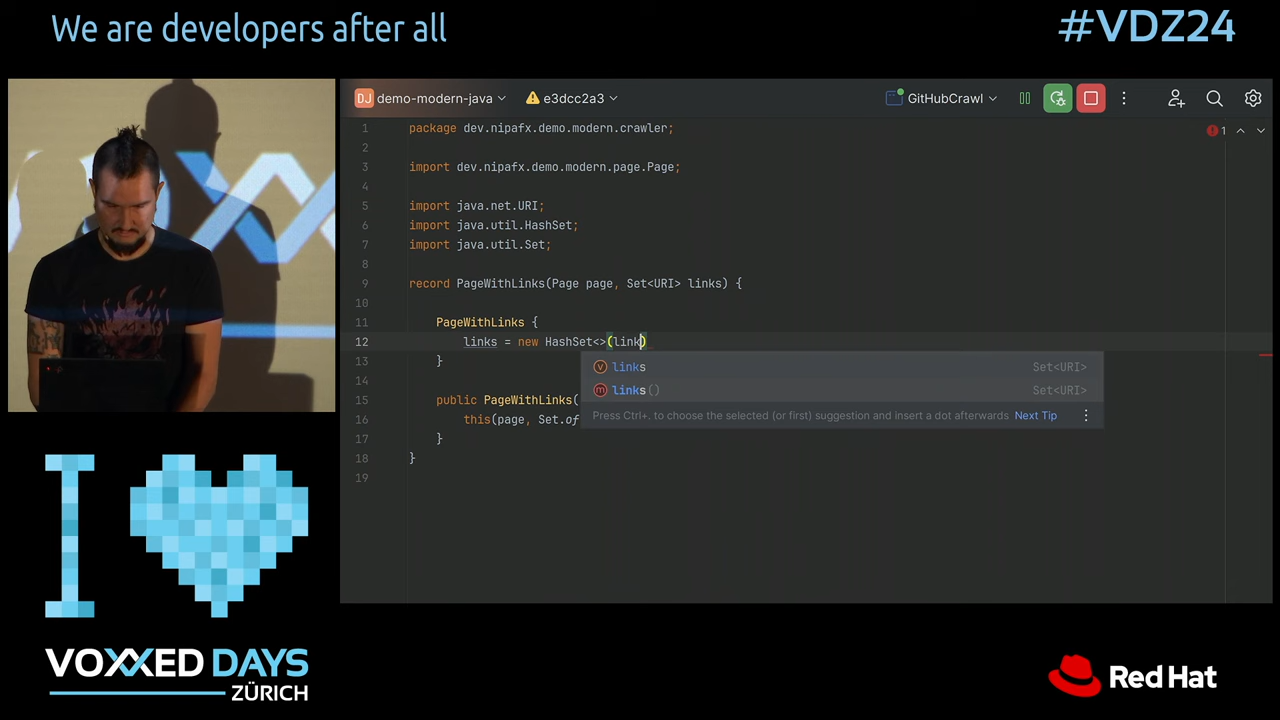 We are developers after all
#VDZ24
DJ demo-modern-java
e3dcc2a3
GitHubCrawl
1 package dev.nipafx.demo.modern.crawler;
1
2
3 import dev.nipafx.demo.modern.page.Page;
4
5 import java.net.URI;
6 import java.util.HashSet;
7 import java.util.Set;
8
9 record PageWithLinks(Page page, Set<URI> links) {
10
11 PageWithLinks {
12 links = new HashSet<>(link)
13 }
14
15 public PageWithLinks(
16 this(page, Set.of
17 }
18 }
19
v links Set<URI>
m links() Set<URI>
Press Ctrl+. to choose the selected (or first) suggestion and insert a dot afterwards Next Tip
I
VOXXED DAYS
ZÜRICH
Red Hat